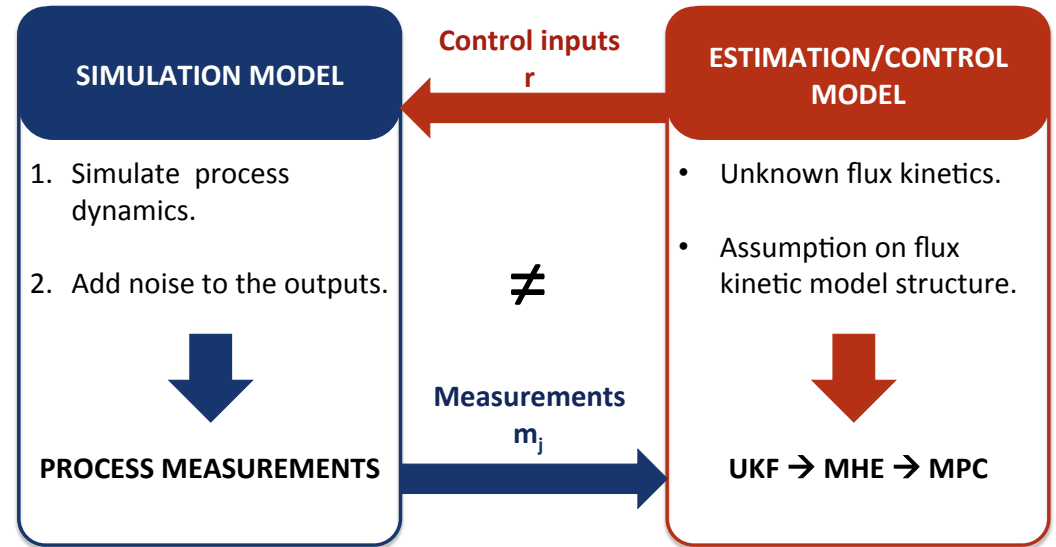 SIMULATION MODEL
1. Simulate process
dynamics.
2. Add noise to the outputs.
PROCESS MEASUREMENTS
Control inputs
r
≠
Measurements
mⱼ
ESTIMATION/CONTROL
MODEL
• Unknown flux kinetics.
• Assumption on flux
kinetic model structure.
UKF → MHE → MPC